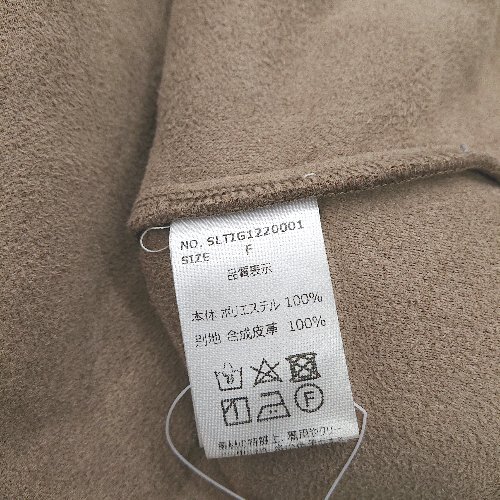 NO. SLTZG1220001
SIZE F
品質表示
本体 ポリエステル 100%
別地 合成皮革 100%
F